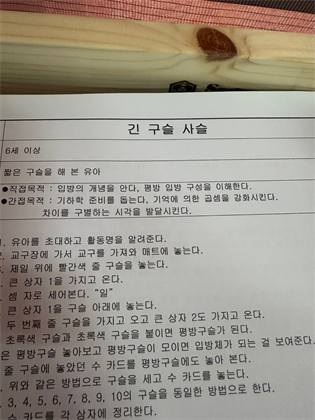 긴 구슬 사슬
6세 이상
짧은 구슬을 해 본 유아
●직접목적 : 입방의 개념을 안다, 평방 입방 구성을 이해한다.
●간접목적 : 기하학 준비를 돕는다, 기억에 의한 곱셈을 강화시킨다.
차이를 구별하는 시각을 발달시킨다.
. 유아를 초대하고 활동명을 알려준다.
. 교구장에 가서 교구를 가져와 매트에 놓는다.
. 제일 위에 빨간색 줄 구슬을 놓는다.
. 큰 상자 1을 가지고 온다.
. 셈 자로 세어본다. "일"
. 큰 상자 1을 구슬 아래에 놓는다.
. 두 번째 줄 구슬을 가지고 오고 큰 상자 2도 가지고 온다.
. 초록색 구슬과 초록색 구슬을 붙이면 평방구슬이 된다.
은 평방구슬 놓아보고 평방구슬이 모이면 입방체가 되는 걸 보여준다.
줄 구슬에 놓았던 수 카드를 평방구슬에도 놓아 본다.
. 위와 같은 방법으로 구슬을 세고 수 카드를 놓는다.
. 3, 4, 5, 6, 7, 8, 9, 10의 구슬을 동일한 방법으로 한다.
수 카드를 각 상자에 정리한다.